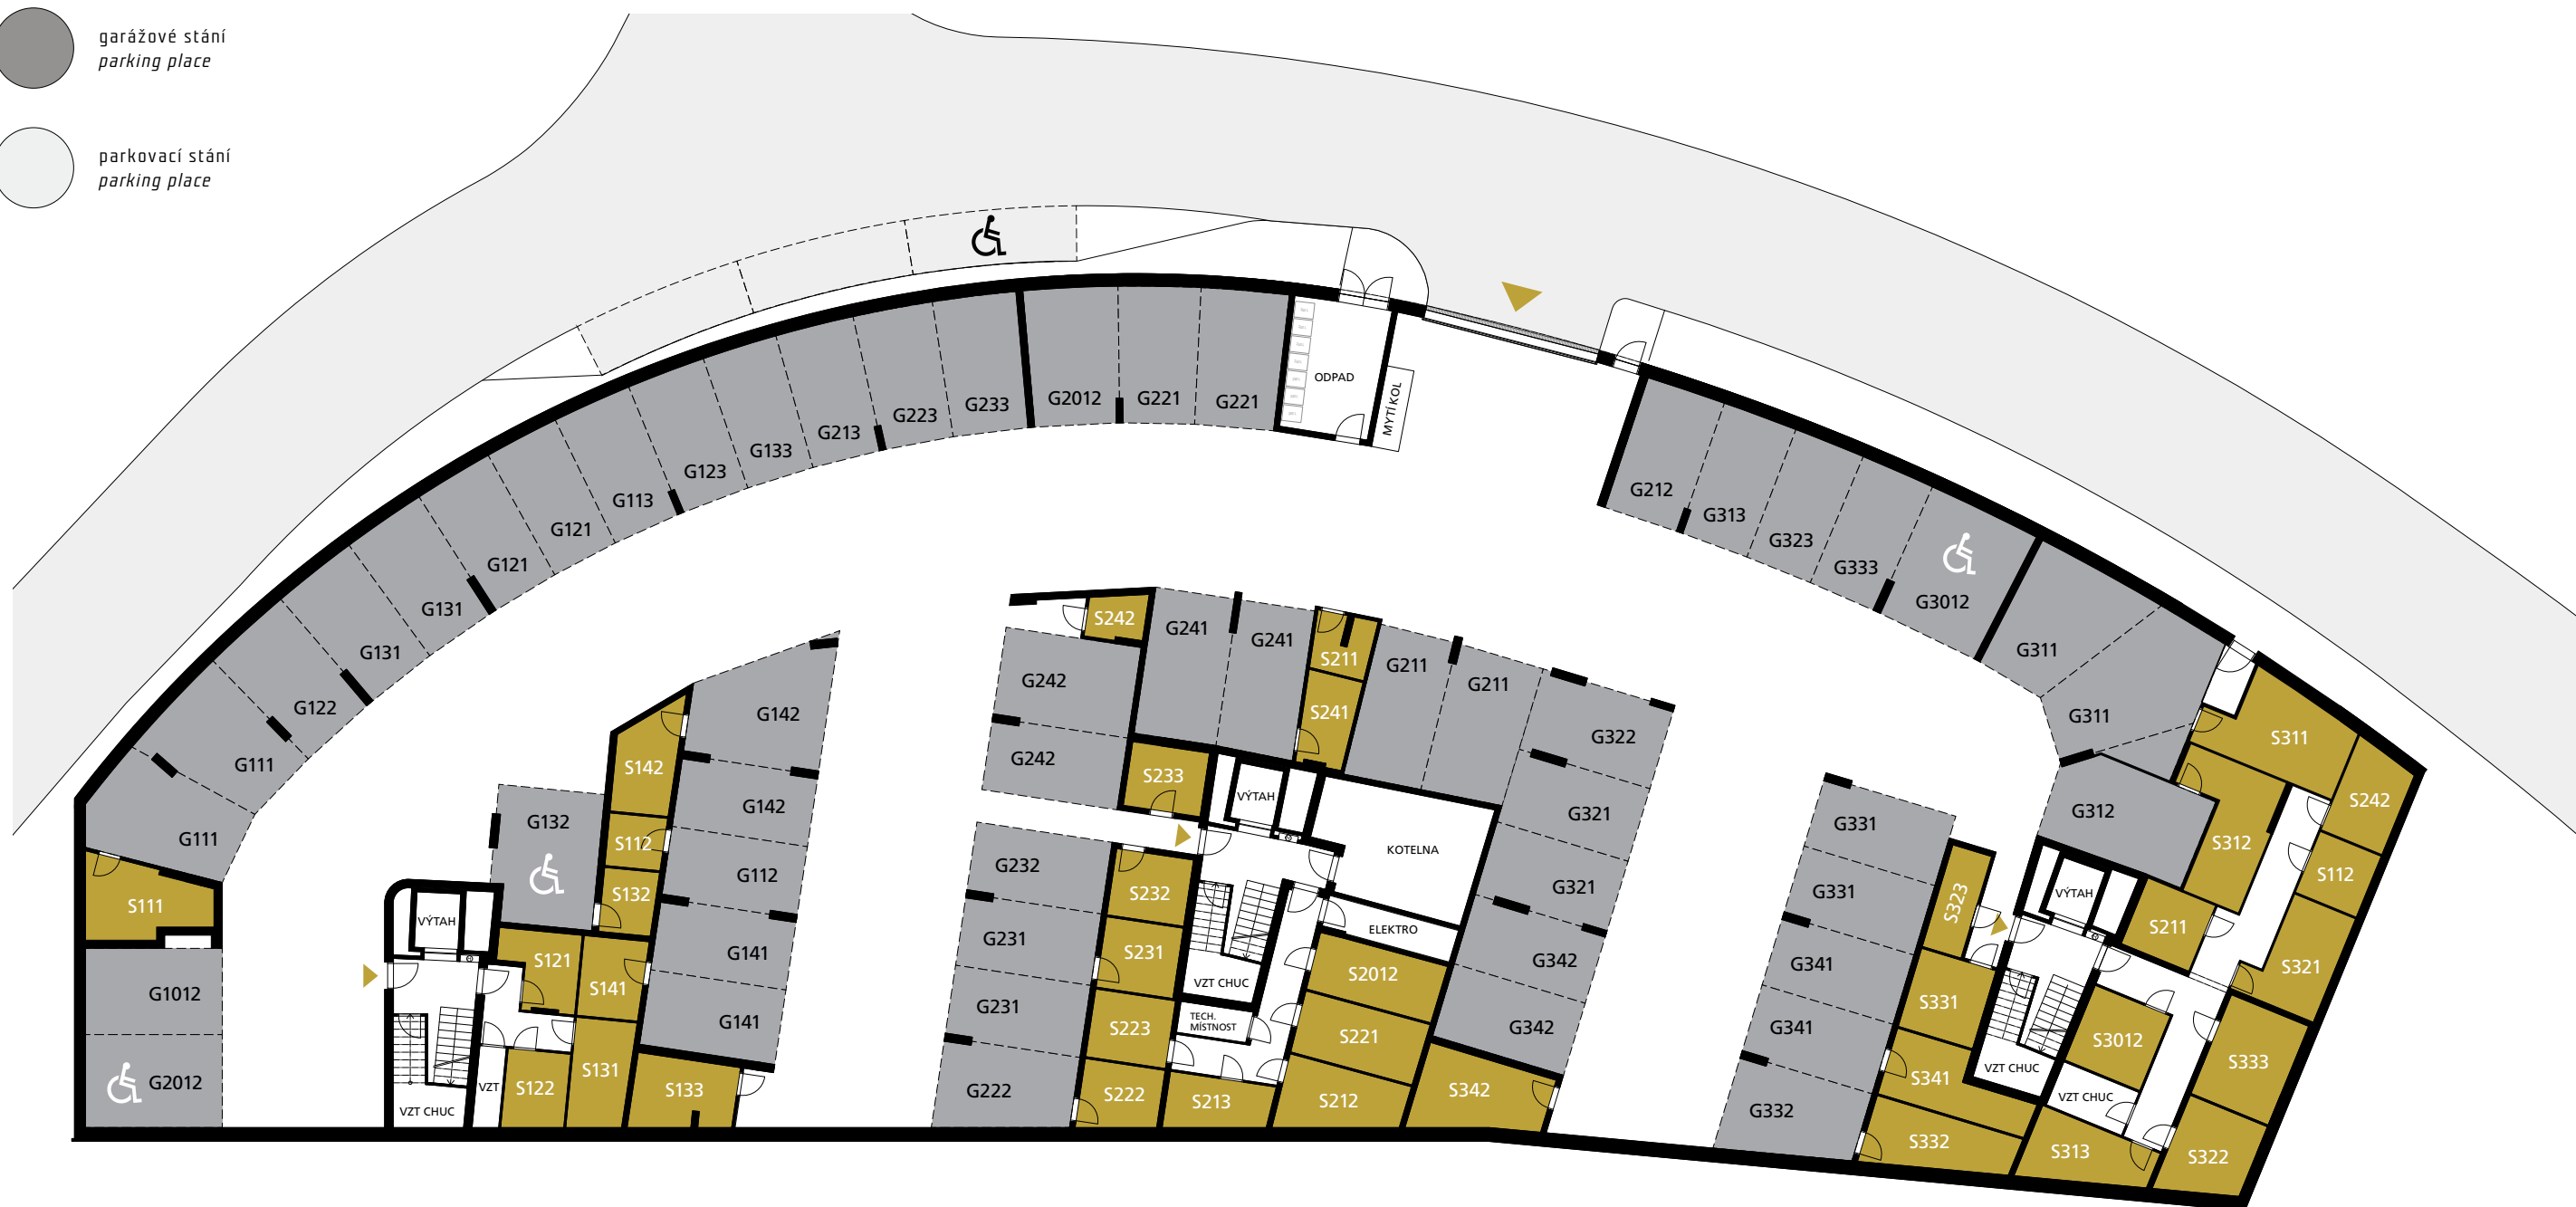 garážové stání
parking place
parkovací stání
parking place
ODPAD
MYTÍ KOL
G233
G2012
G221
G221
G223
G213
G133
G123
G113
G121
G121
G131
G131
G122
G111
G111
S111
G1012
G2012
G212
G313
G323
G333
G3012
G311
G311
G312
S311
S312
S242
S112
S211
S321
S333
S322
S313
S3012
VZT CHUC
VZT CHUC
VÝTAH
S323
S331
S341
S332
G331
G331
G341
G341
G332
S242
G241
G241
S211
S241
G211
G211
G322
G321
G321
G342
G342
S342
G242
G242
S233
VÝTAH
KOTELNA
ELEKTRO
G232
G231
G231
G222
S232
S231
S223
S222
VZT CHUC
TECH.
MÍSTNOST
S213
S2012
S221
S212
G142
G142
G112
G141
G141
S142
S112
S132
G132
VÝTAH
S121
S141
S131
S122
S133
VZT
VZT CHUC